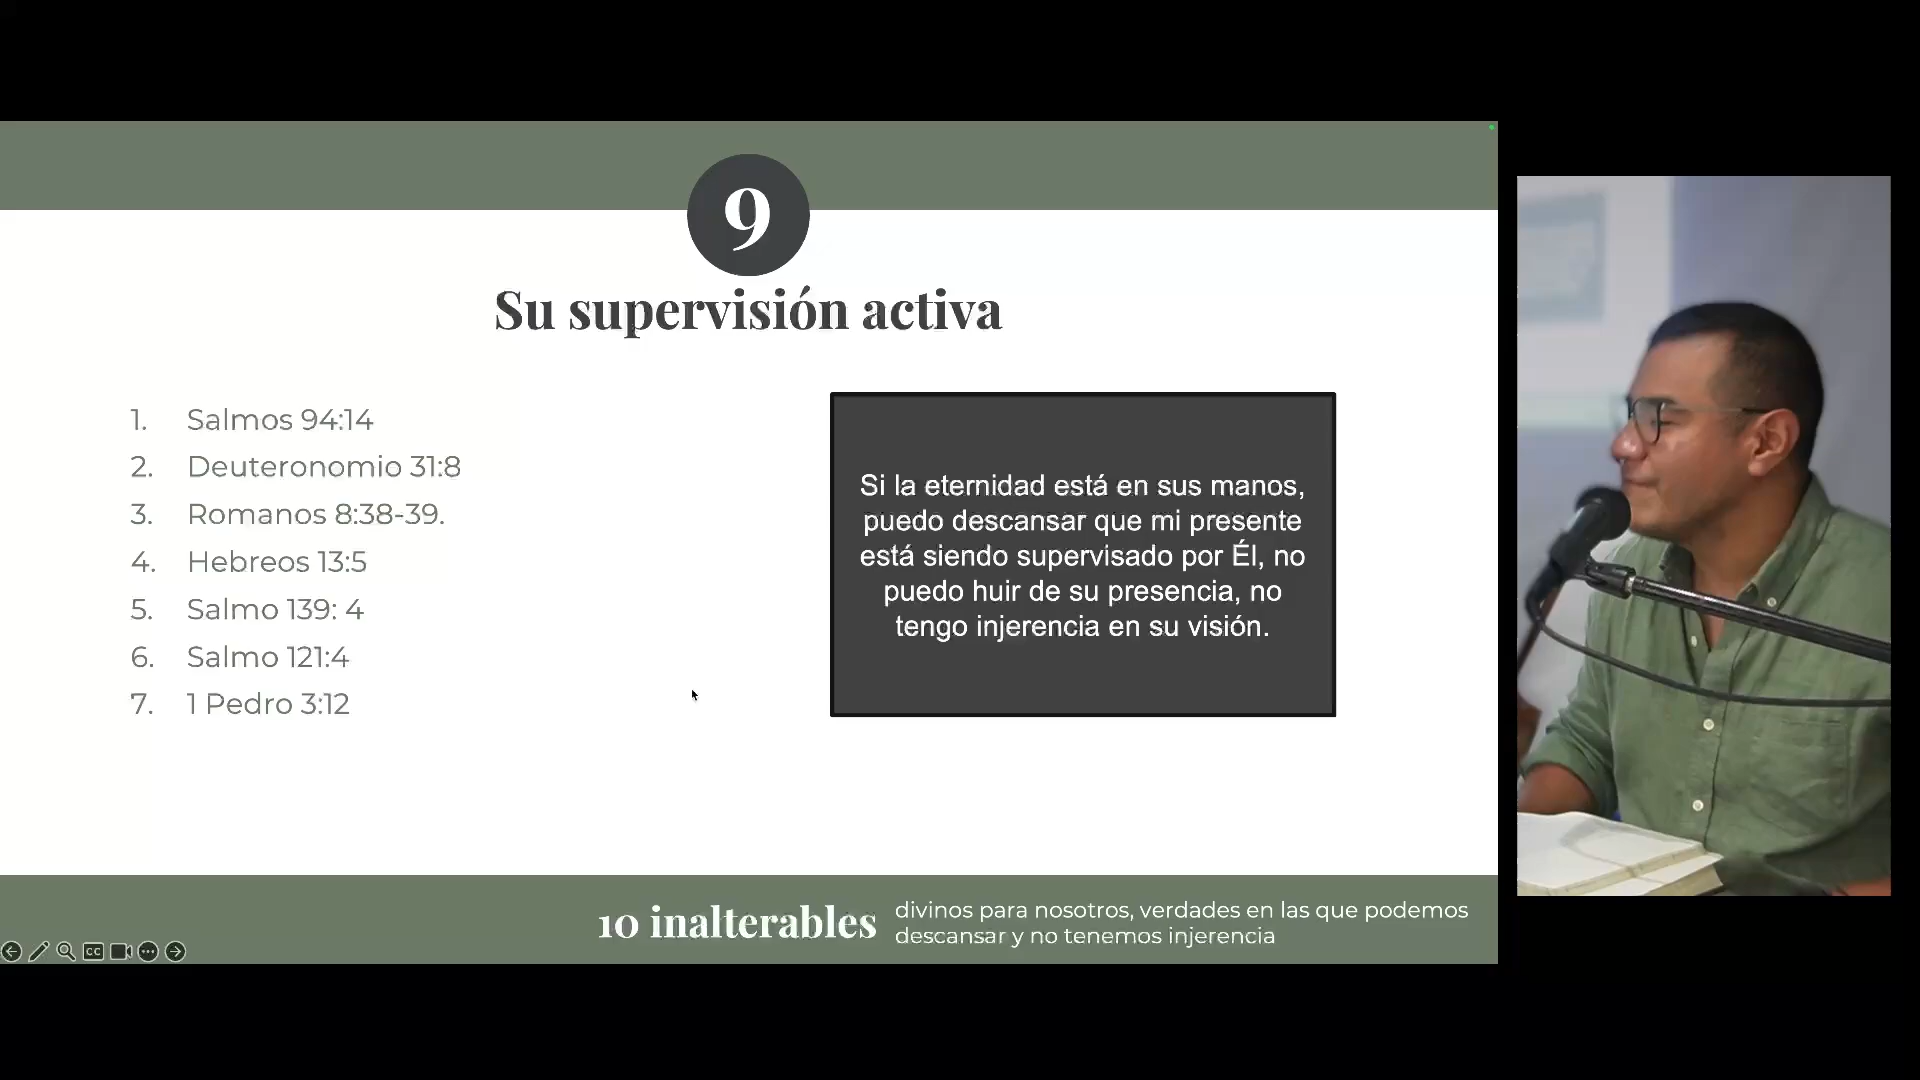 9
Su supervisión activa
1. Salmos 94:14
2. Deuteronomio 31:8
3. Romanos 8:38-39.
4. Hebreos 13:5
5. Salmo 139: 4
6. Salmo 121:4
7. 1 Pedro 3:12
Si la eternidad está en sus manos,
puedo descansar que mi presente
está siendo supervisado por Él, no
puedo huir de su presencia, no
tengo injerencia en su visión.
10 inalterables
divinos para nosotros, verdades en las que podemos
descansar y no tenemos injerencia
CC